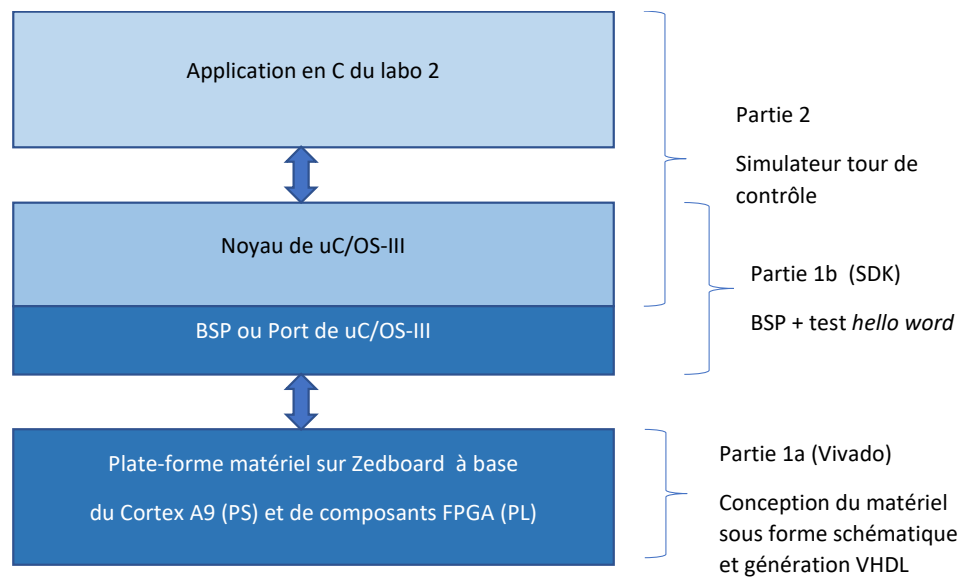 Application en C du labo 2
Partie 2
Simulateur tour de
contrôle
Noyau de uC/OS-III
Partie 1b (SDK)
BSP + test hello word
BSP ou Port de uC/OS-III
Plate-forme matériel sur Zedboard à base
du Cortex A9 (PS) et de composants FPGA (PL)
Partie 1a (Vivado)
Conception du matériel
sous forme schématique
et génération VHDL